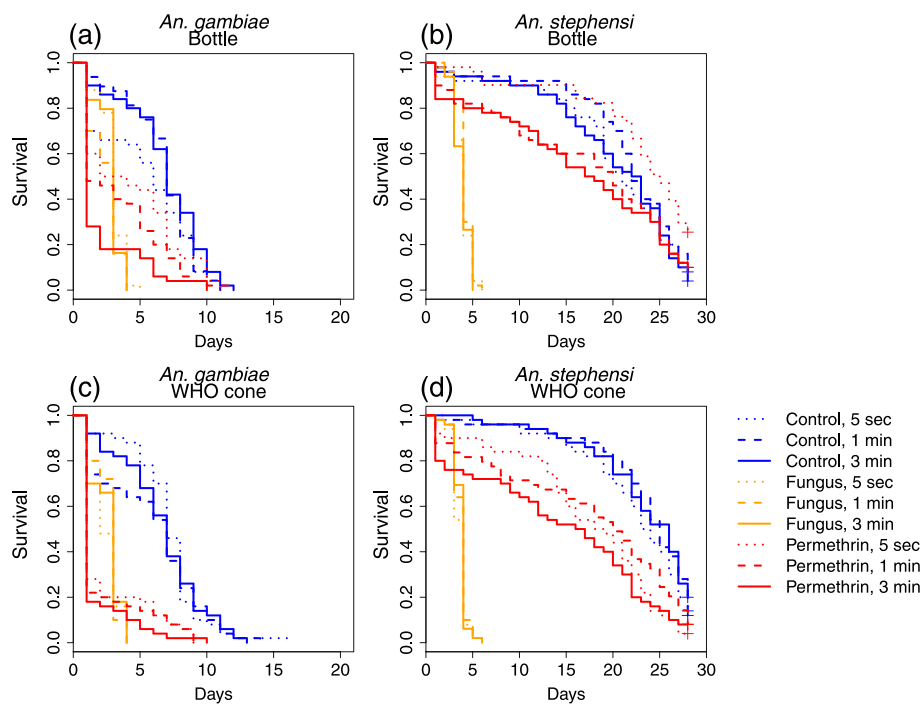 (a)
An. gambiae
Bottle
Survival
0.0 0.2 0.4 0.6 0.8 1.0
0 5 10 15 20
Days
(b)
An. stephensi
Bottle
Survival
0.0 0.2 0.4 0.6 0.8 1.0
0 5 10 15 20 25 30
Days
(c)
An. gambiae
WHO cone
Survival
0.0 0.2 0.4 0.6 0.8 1.0
0 5 10 15 20
Days
(d)
An. stephensi
WHO cone
Survival
0.0 0.2 0.4 0.6 0.8 1.0
0 5 10 15 20 25 30
Days
Control, 5 sec
Control, 1 min
Control, 3 min
Fungus, 5 sec
Fungus, 1 min
Fungus, 3 min
Permethrin, 5 sec
Permethrin, 1 min
Permethrin, 3 min